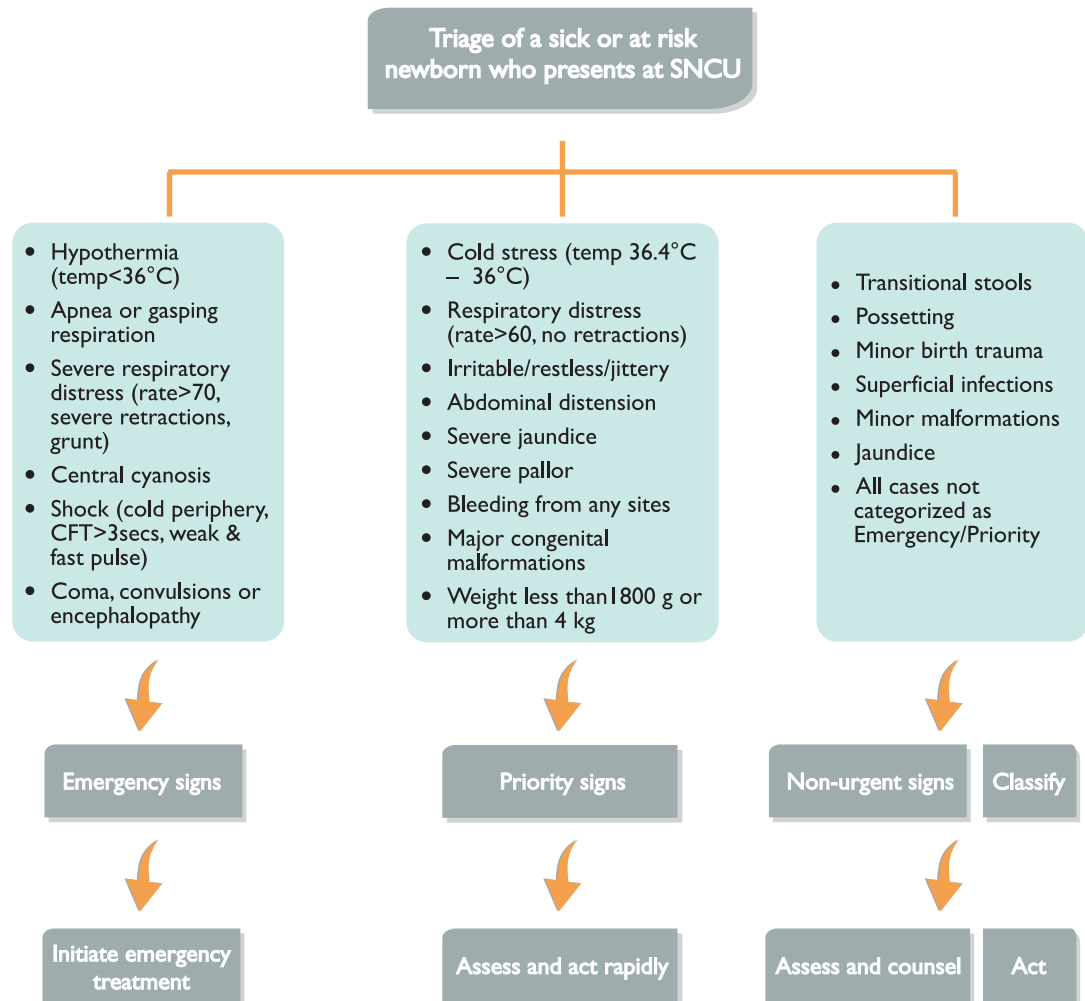 Triage of a sick or at risk
newborn who presents at SNCU
• Hypothermia
(temp<36°C)
• Apnea or gasping
respiration
• Severe respiratory
distress (rate>70,
severe retractions,
grunt)
• Central cyanosis
• Shock (cold periphery,
CFT>3secs, weak &
fast pulse)
• Coma, convulsions or
encephalopathy
• Cold stress (temp 36.4°C
– 36°C)
• Respiratory distress
(rate>60, no retractions)
• Irritable/restless/jittery
• Abdominal distension
• Severe jaundice
• Severe pallor
• Bleeding from any sites
• Major congenital
malformations
• Weight less than1800 g or
more than 4 kg
• Transitional stools
• Possetting
• Minor birth trauma
• Superficial infections
• Minor malformations
• Jaundice
• All cases not
categorized as
Emergency/Priority
Emergency signs
Priority signs
Non-urgent signs
Classify
Initiate emergency
treatment
Assess and act rapidly
Assess and counsel
Act